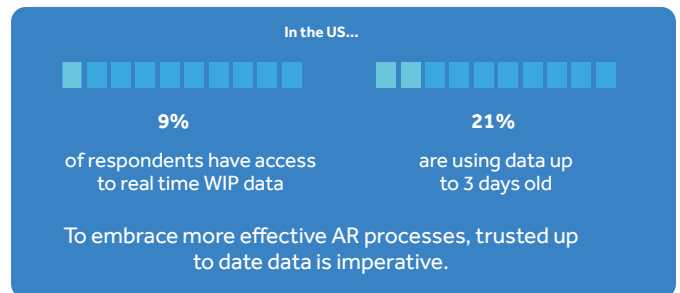 In the US...
9%
of respondents have access
to real time WIP data
21%
are using data up
to 3 days old
To embrace more effective AR processes, trusted up
to date data is imperative.